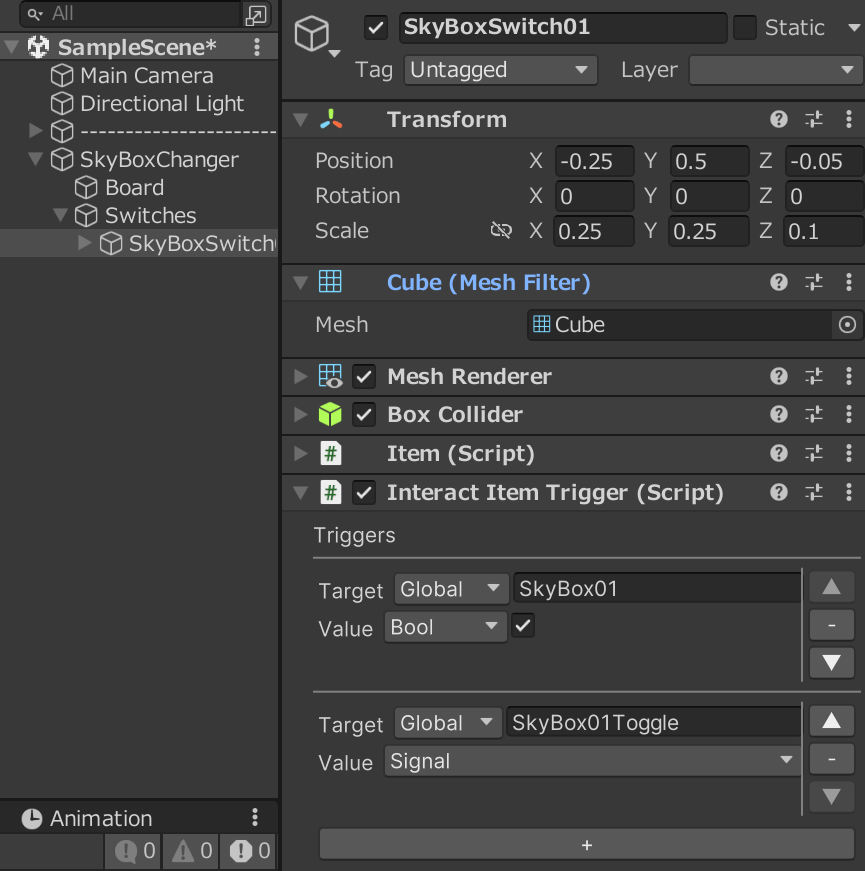 All
SampleScene*
Main Camera
Directional Light
-----------------------
SkyBoxChanger
Board
Switches
SkyBoxSwitch
Animation
0 0 0
SkyBoxSwitch01 Static
Tag Untagged Layer
Transform
Position X -0.25 Y 0.5 Z -0.05
Rotation X 0 Y 0 Z 0
Scale X 0.25 Y 0.25 Z 0.1
Cube (Mesh Filter)
Mesh Cube
Mesh Renderer
Box Collider
# Item (Script)
# Interact Item Trigger (Script)
Triggers
Target Global SkyBox01
Value Bool
-
Target Global SkyBox01Toggle
Value Signal
-
+